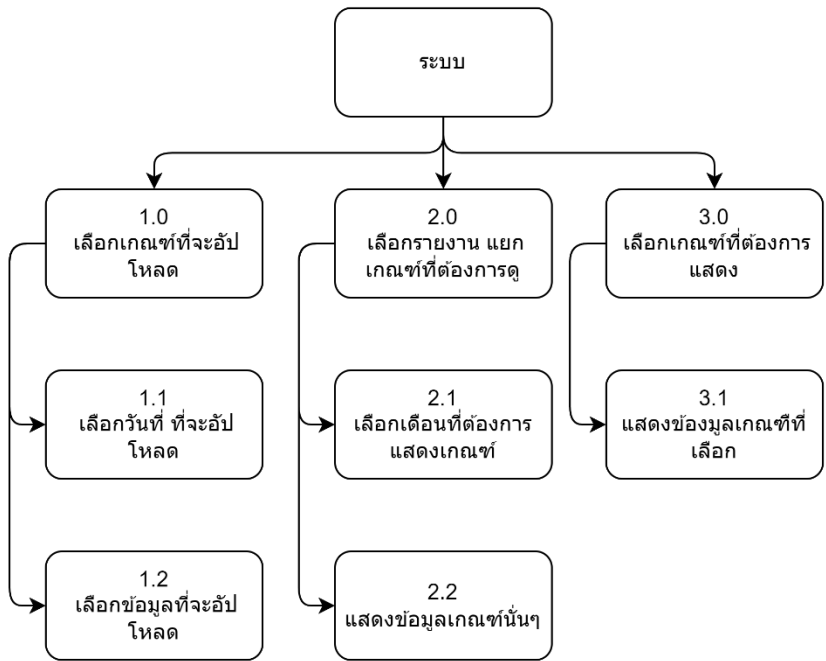 ระบบ
1.0
เลือกเกณฑ์ที่จะอัป
โหลด
2.0
เลือกรายงาน แยก
เกณฑ์ที่ต้องการดู
3.0
เลือกเกณฑ์ที่ต้องการ
แสดง
1.1
เลือกวันที่ ที่จะอัป
โหลด
2.1
เลือกเดือนที่ต้องการ
แสดงเกณฑ์
3.1
แสดงข้องมูลเกณฑืที่
เลือก
1.2
เลือกข้อมูลที่จะอัป
โหลด
2.2
แสดงข้อมูลเกณฑ์นั่นๆ